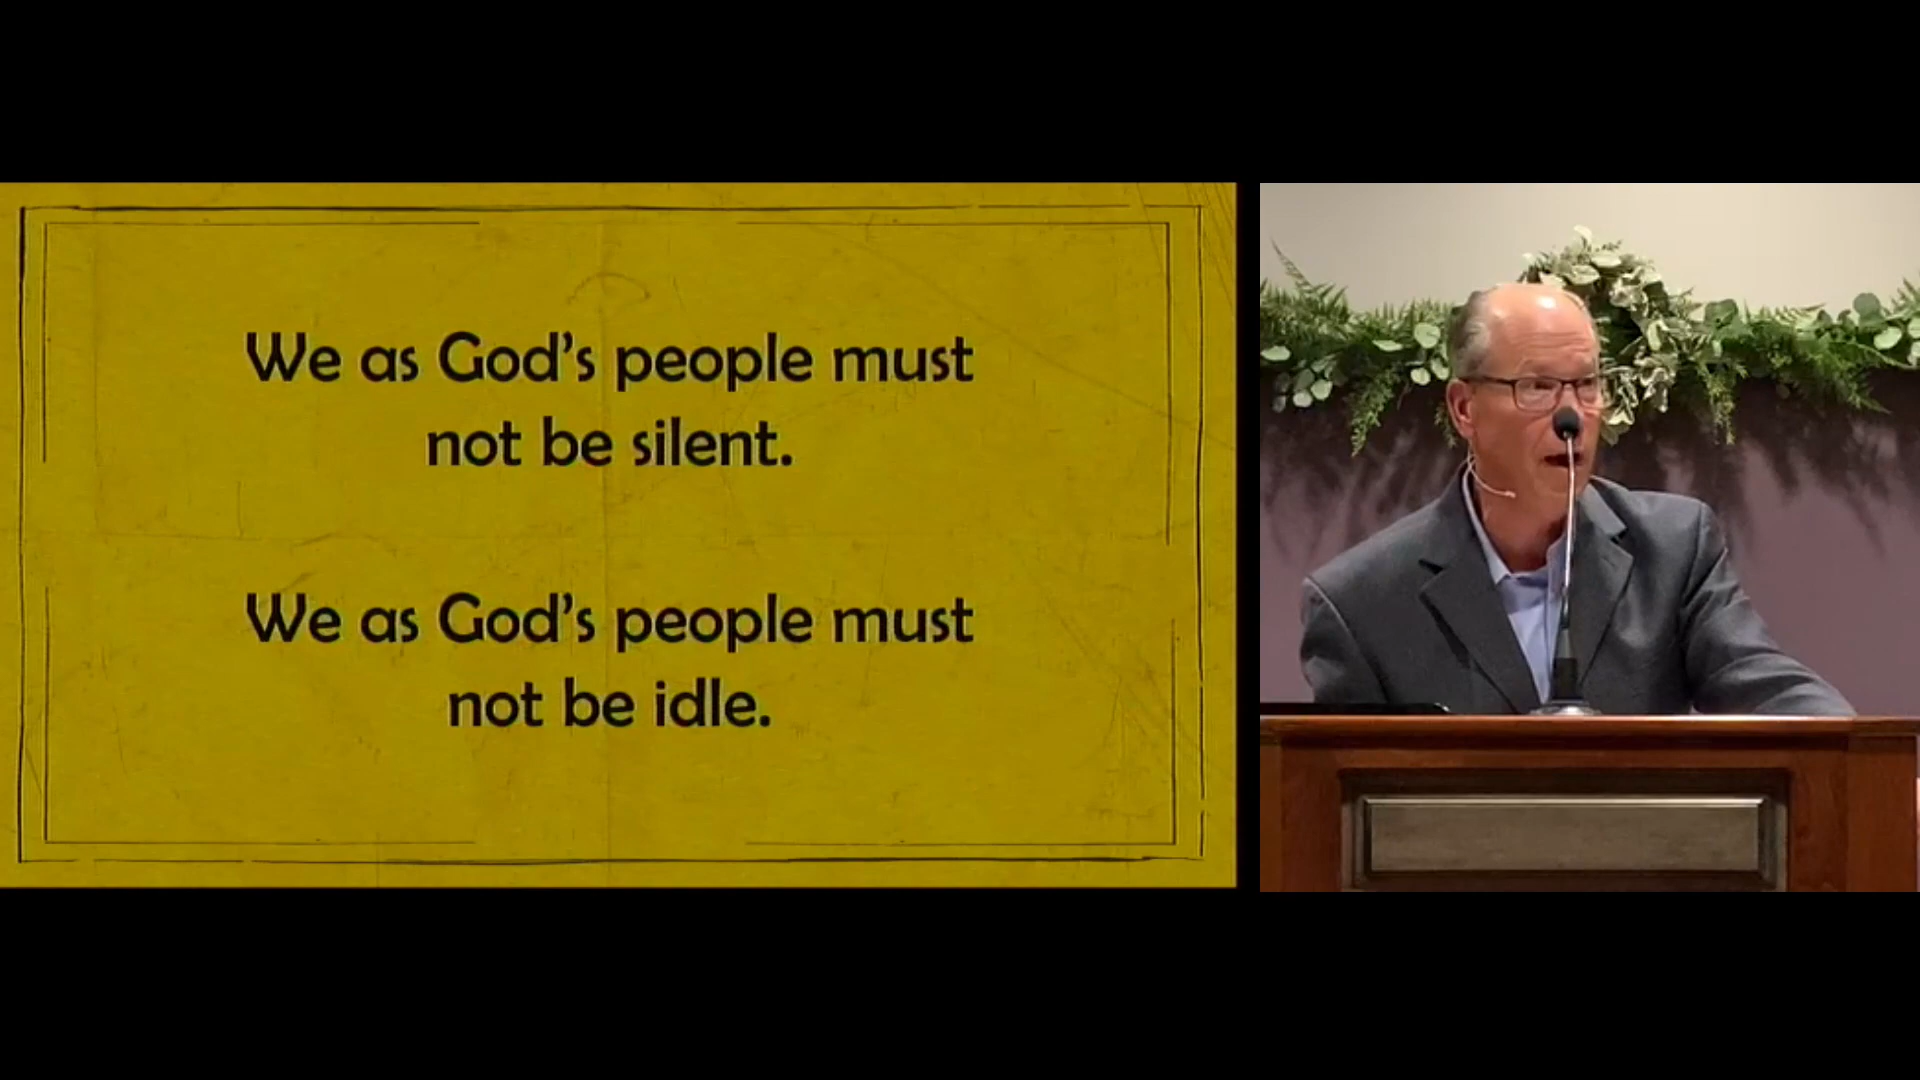 We as God’s people must
not be silent.
We as God’s people must
not be idle.